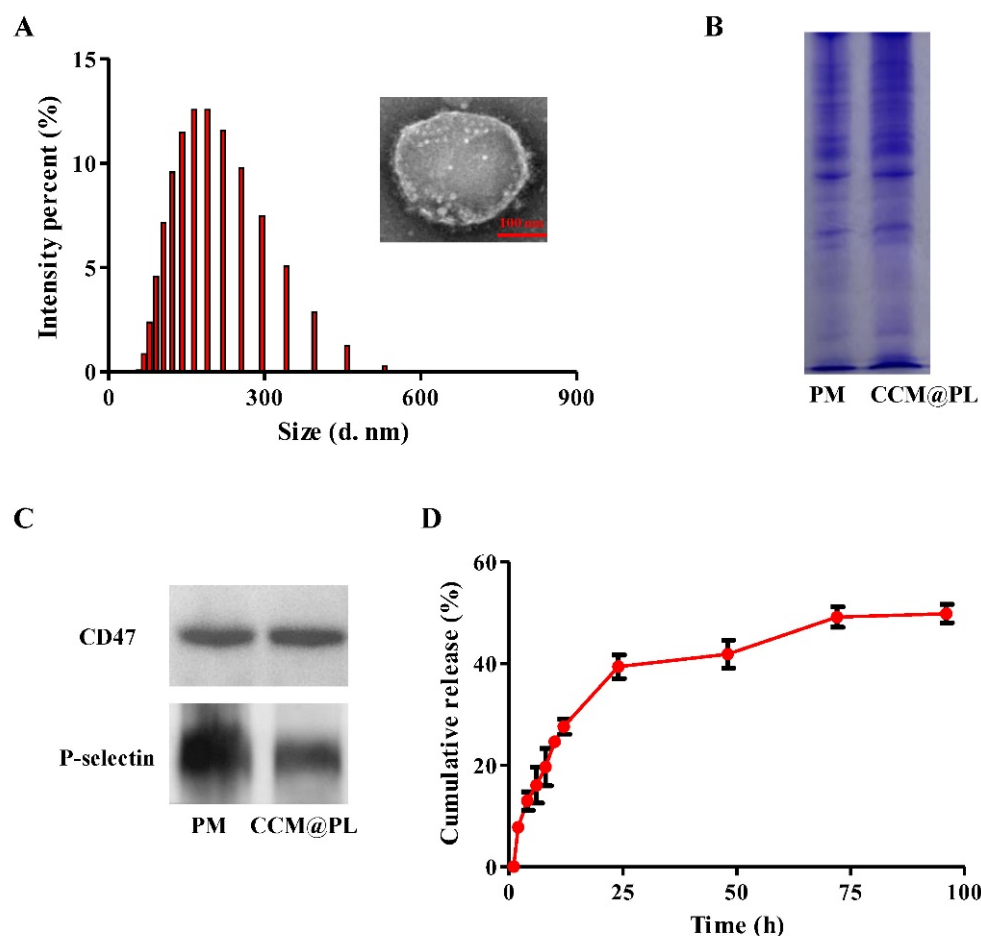 A
Intensity percent (%)
15
10
5
0
0 300 600 900
Size (d. nm)
100 nm
B
PM CCM@PL
C
CD47
P-selectin
PM CCM@PL
D
Cumulative release (%)
60
40
20
0
0 25 50 75 100
Time (h)